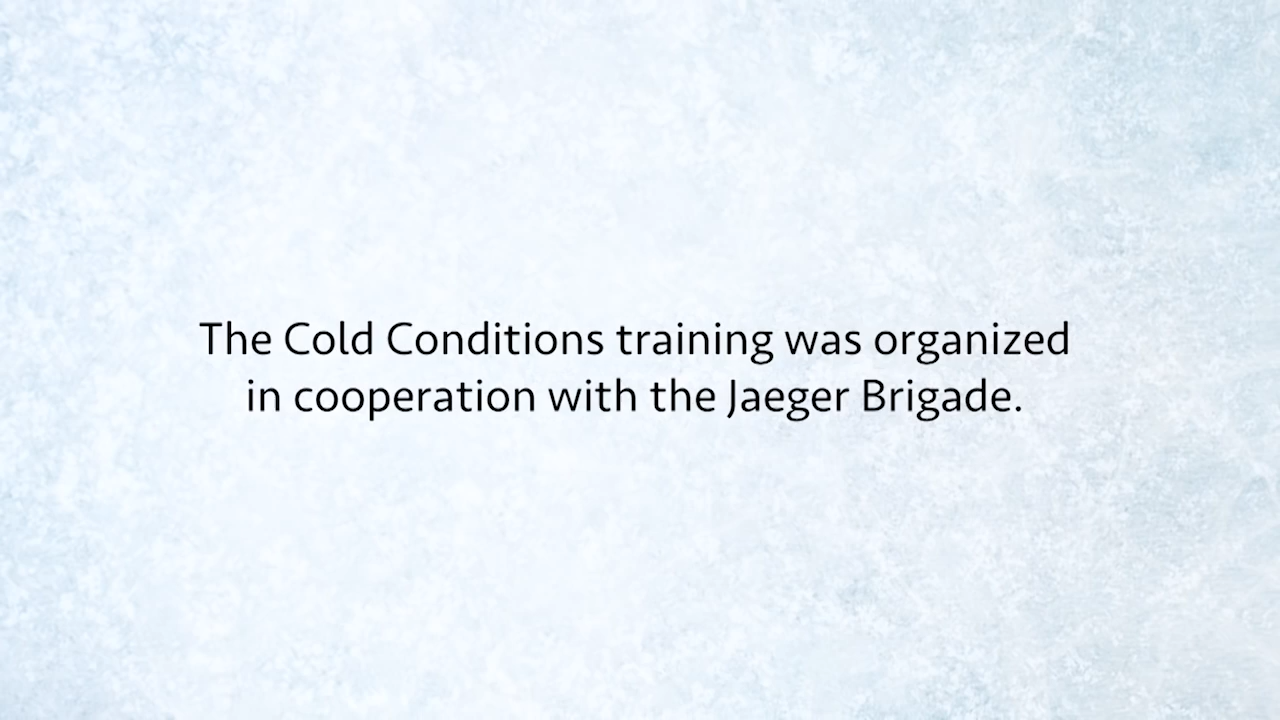 The Cold Conditions training was organized
in cooperation with the Jaeger Brigade.